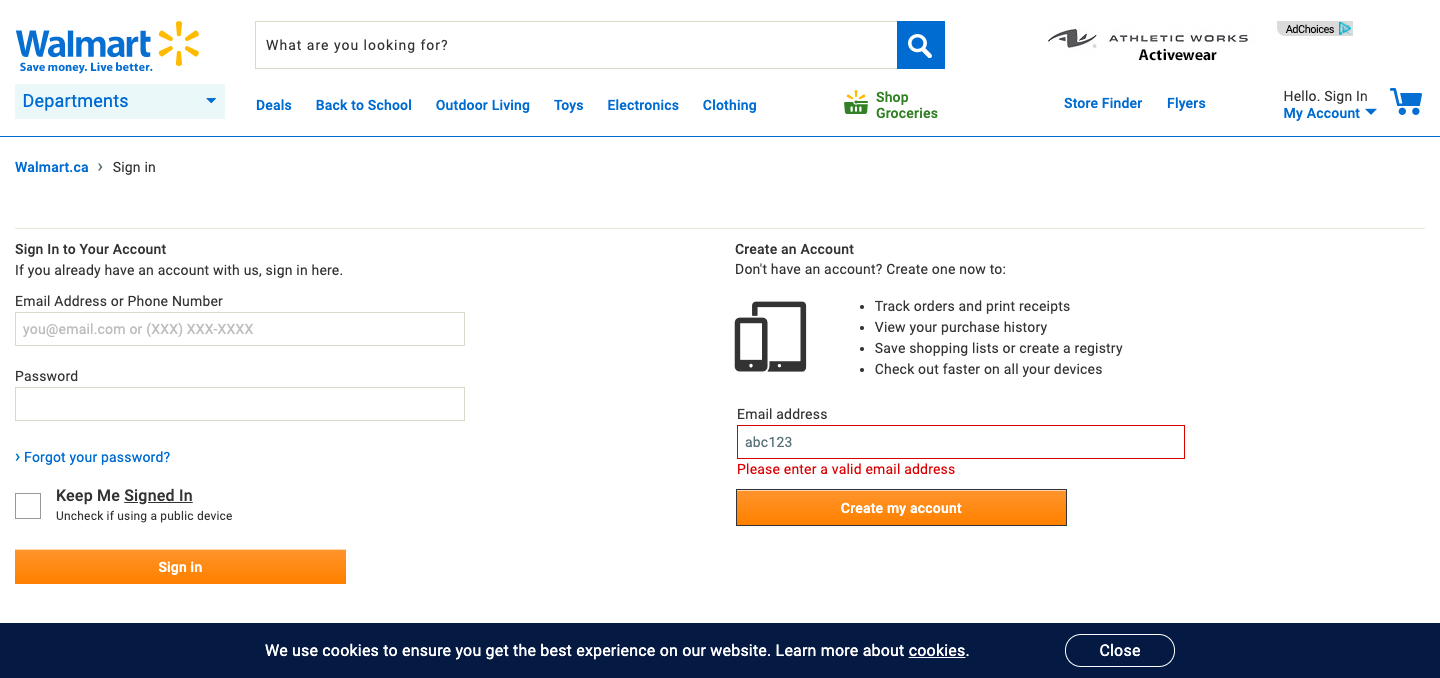 Walmart
Save money. Live better.
What are you looking for?
ATHLETIC WORKS
Activewear
AdChoices
Departments
Deals
Back to School
Outdoor Living
Toys
Electronics
Clothing
Shop
Groceries
Store Finder
Flyers
Hello. Sign In
My Account
Walmart.ca › Sign in
Sign In to Your Account
If you already have an account with us, sign in here.
Email Address or Phone Number
you@email.com or (XXX) XXX-XXXX
Password
› Forgot your password?
Keep Me Signed In
Uncheck if using a public device
Sign in
Create an Account
Don't have an account? Create one now to:
• Track orders and print receipts
• View your purchase history
• Save shopping lists or create a registry
• Check out faster on all your devices
Email address
abc123
Please enter a valid email address
Create my account
We use cookies to ensure you get the best experience on our website. Learn more about cookies.
Close